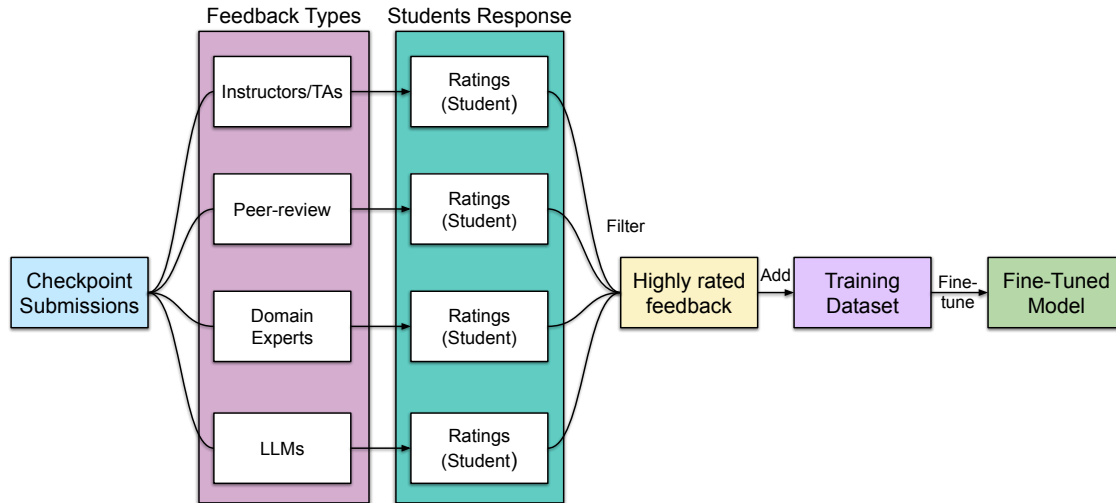 Feedback Types
Students Response
Instructors/TAs
Ratings
(Student)
Peer-review
Ratings
(Student)
Filter
Checkpoint
Submissions
Domain
Experts
Ratings
(Student)
Highly rated
feedback
Add
Training
Dataset
Fine-
tune
Fine-Tuned
Model
LLMs
Ratings
(Student)